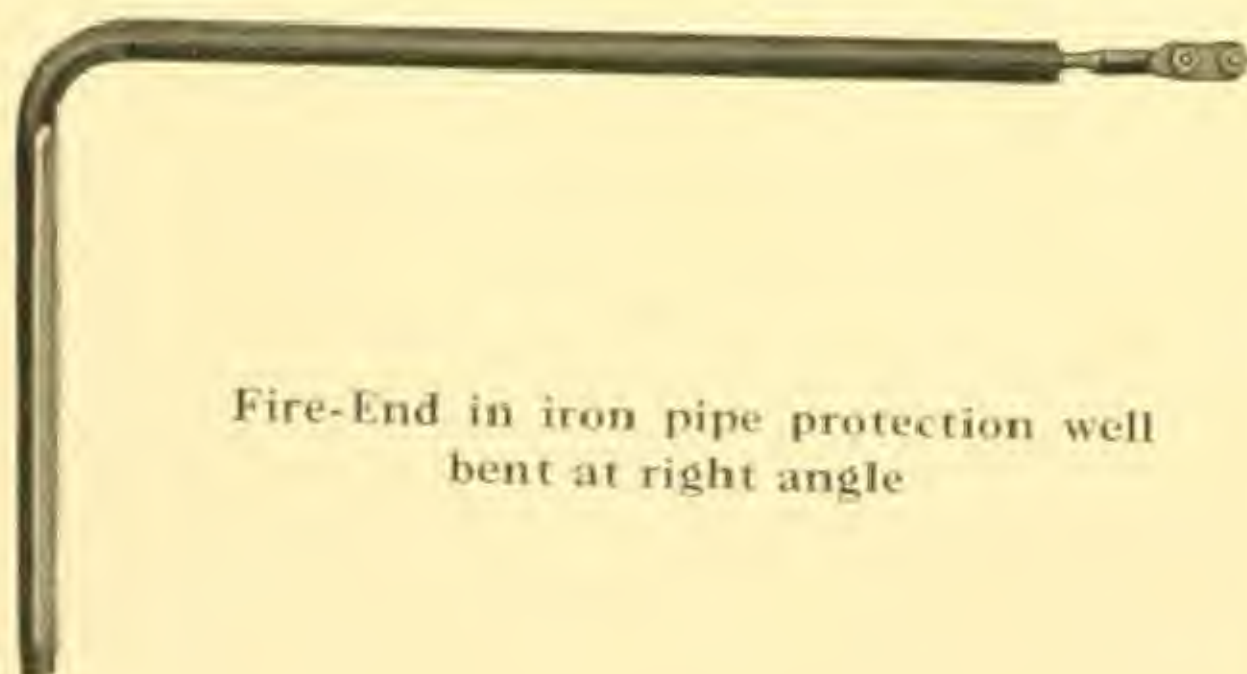 Fire-End in iron pipe protection well
bent at right angle